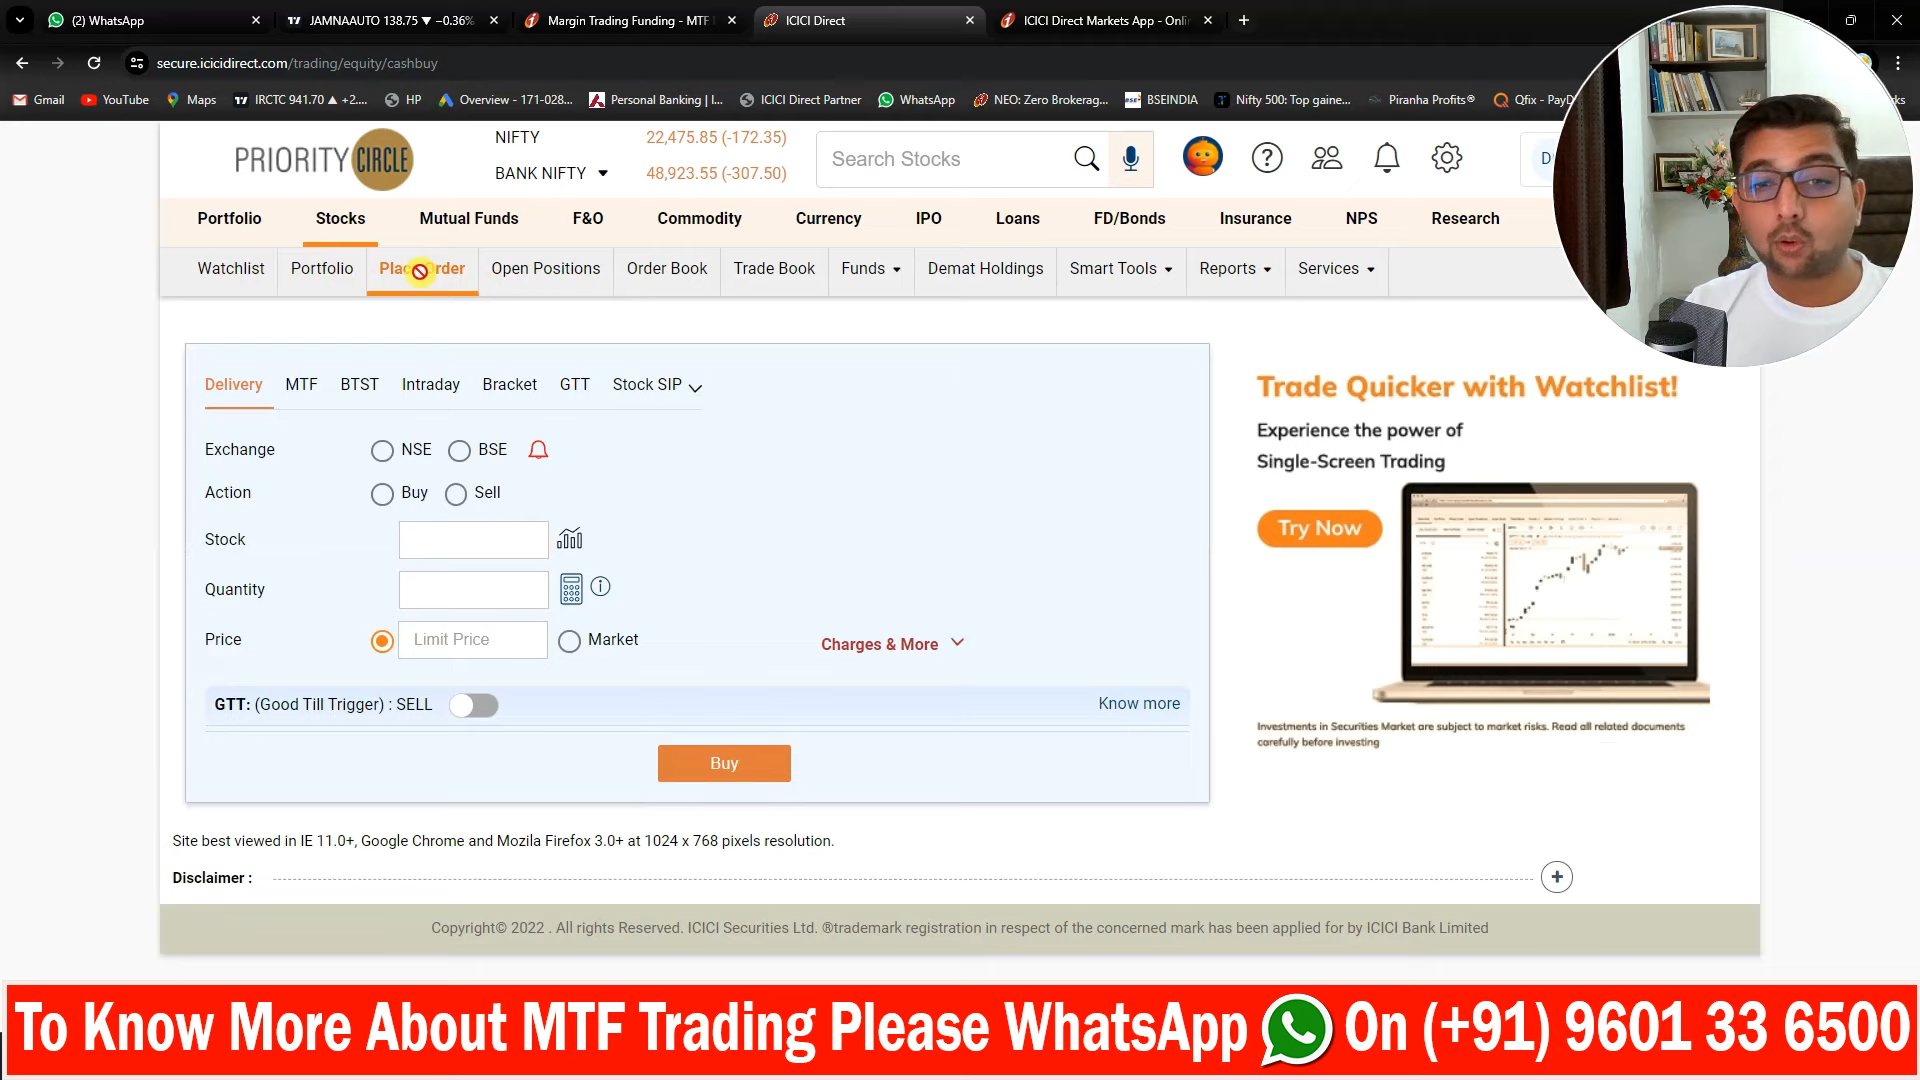 (2) WhatsApp
JAMNAAUTO 138.75 ▼ −0.36%
Margin Trading Funding - MTF
ICICI Direct
ICICI Direct Markets App - Onli
secure.icicidirect.com/trading/equity/cashbuy
Gmail
YouTube
Maps
IRCTC 941.70 ▲ +2....
HP
Overview - 171-028...
Personal Banking | I...
ICICI Direct Partner
WhatsApp
NEO: Zero Brokerag...
BSEINDIA
Nifty 500: Top gaine...
Piranha Profits®
Qfix - PayD
PRIORITY CIRCLE
NIFTY 22,475.85 (-172.35)
BANK NIFTY 48,923.55 (-307.50)
Search Stocks
Portfolio Stocks Mutual Funds F&O Commodity Currency IPO Loans FD/Bonds Insurance NPS Research
Watchlist Portfolio Place Order Open Positions Order Book Trade Book Funds Demat Holdings Smart Tools Reports Services
Delivery MTF BTST Intraday Bracket GTT Stock SIP
Exchange NSE BSE
Action Buy Sell
Stock
Quantity
Price Limit Price Market
Charges & More
GTT: (Good Till Trigger) : SELL
Know more
Buy
Trade Quicker with Watchlist!
Experience the power of
Single-Screen Trading
Try Now
Investments in Securities Market are subject to market risks. Read all related documents
carefully before investing
Site best viewed in IE 11.0+, Google Chrome and Mozila Firefox 3.0+ at 1024 x 768 pixels resolution.
Disclaimer :
Copyright© 2022 . All rights Reserved. ICICI Securities Ltd. ®trademark registration in respect of the concerned mark has been applied for by ICICI Bank Limited
To Know More About MTF Trading Please WhatsApp On (+91) 9601 33 6500